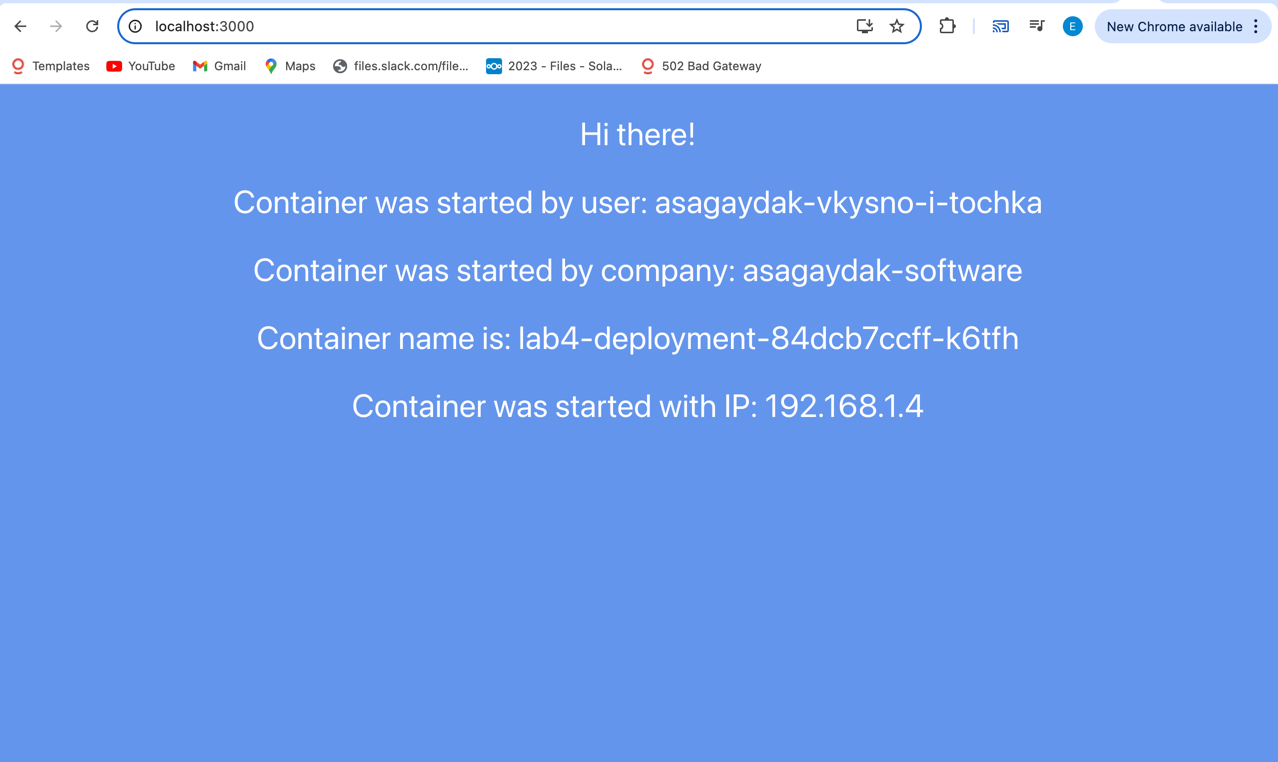 localhost:3000
E
New Chrome available
Templates
YouTube
Gmail
Maps
files.slack.com/file...
2023 - Files - Sola...
502 Bad Gateway
Hi there!
Container was started by user: asagaydak-vkysno-i-tochka
Container was started by company: asagaydak-software
Container name is: lab4-deployment-84dcb7ccff-k6tfh
Container was started with IP: 192.168.1.4